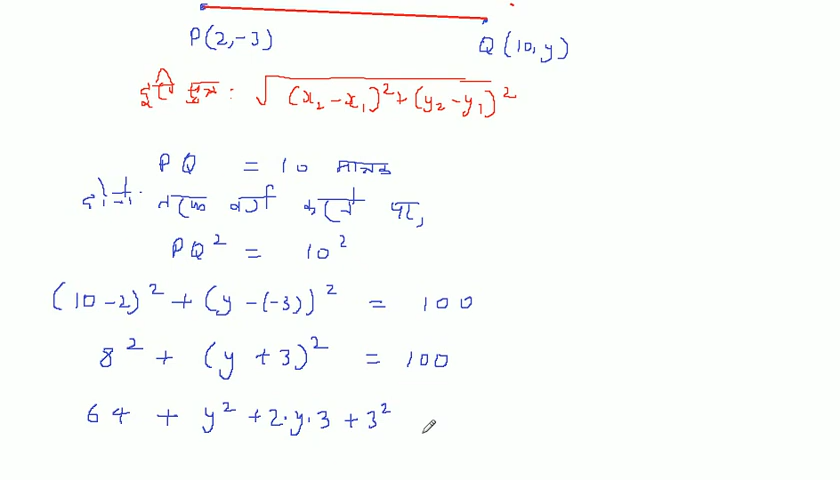 P(2,-3) Q (10, y)
दूरी सूत्र: √(x₂ - x₁)² + (y₂ - y₁)²
PQ = 10 मात्रक
दोनों तरफ वर्ग करने पर,
PQ² = 10²
(10 - 2)² + (y - (-3))² = 100
8² + (y + 3)² = 100
64 + y² + 2·y·3 + 3²